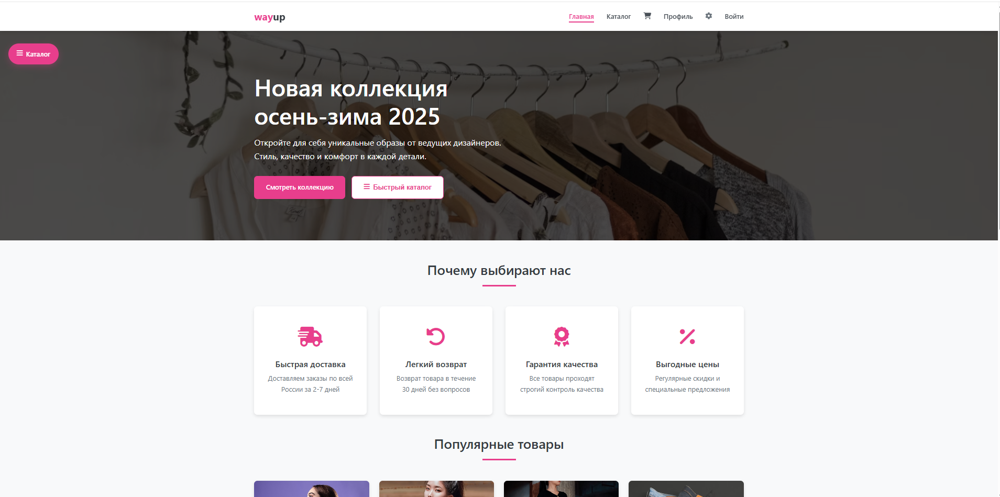 wayup
Главная Каталог Профиль Войти
Каталог
Новая коллекция
осень-зима 2025
Откройте для себя уникальные образы от ведущих дизайнеров.
Стиль, качество и комфорт в каждой детали.
Смотреть коллекцию Быстрый каталог
Почему выбирают нас
Быстрая доставка
Доставляем заказы по всей
России за 2-7 дней
Легкий возврат
Возврат товара в течение
30 дней без вопросов
Гарантия качества
Все товары проходят
строгий контроль качества
Выгодные цены
Регулярные скидки и
специальные предложения
Популярные товары